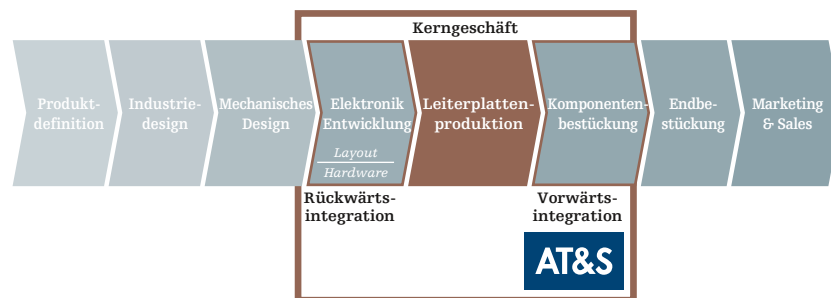 Kerngeschäft
Produkt-
definition
Industrie-
design
Mechanisches
Design
Elektronik
Entwicklung
Layout
Hardware
Leiterplatten-
produktion
Komponenten-
bestückung
Endbe-
stückung
Marketing
& Sales
Rückwärts-
integration
Vorwärts-
integration
AT&S